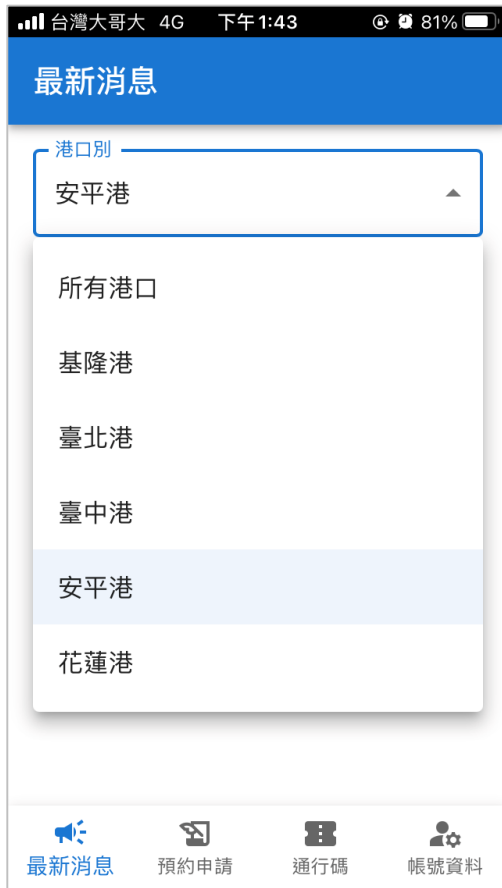 台灣大哥大 4G 下午1:43 81%
最新消息
港口別
安平港
所有港口
基隆港
臺北港
臺中港
安平港
花蓮港
最新消息 預約申請 通行碼 帳號資料